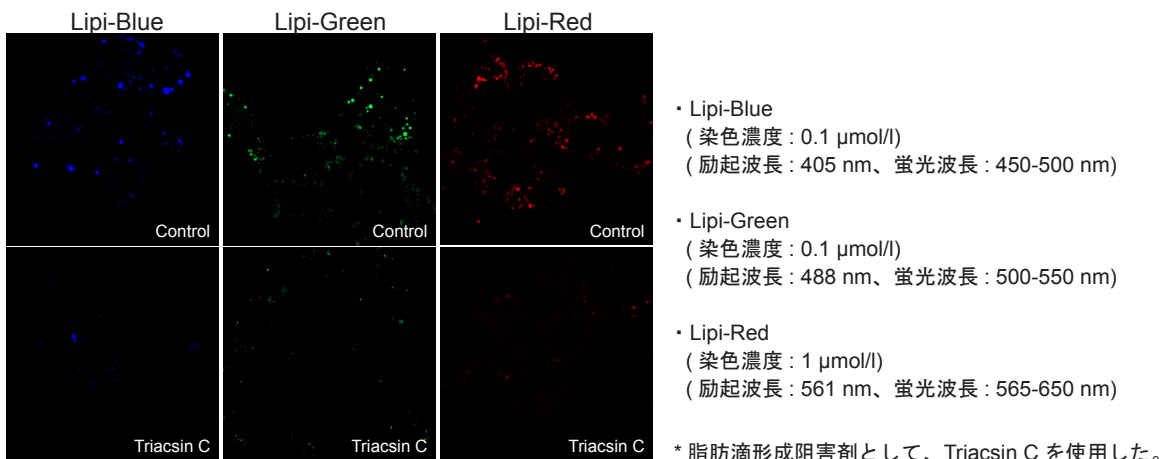 Lipi-Blue
Lipi-Green
Lipi-Red
Control
Control
Control
Triacsin C
Triacsin C
Triacsin C
・Lipi-Blue
( 染色濃度 : 0.1 μmol/l)
( 励起波長 : 405 nm、蛍光波長 : 450-500 nm)
・Lipi-Green
( 染色濃度 : 0.1 μmol/l)
( 励起波長 : 488 nm、蛍光波長 : 500-550 nm)
・Lipi-Red
( 染色濃度 : 1 μmol/l)
( 励起波長 : 561 nm、蛍光波長 : 565-650 nm)
* 脂肪滴形成阻害剤として、Triacsin C を使用した。